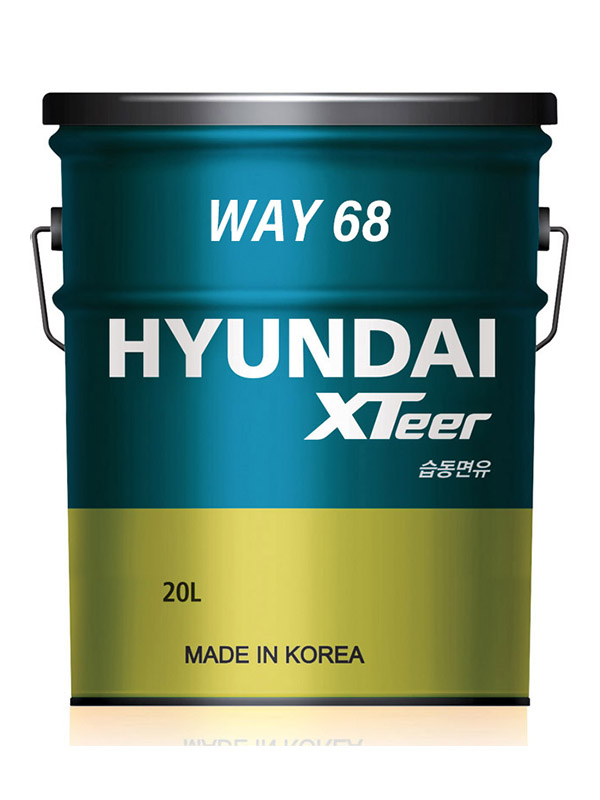 WAY 68
HYUNDAI
XTeer
습동면유
20L
MADE IN KOREA